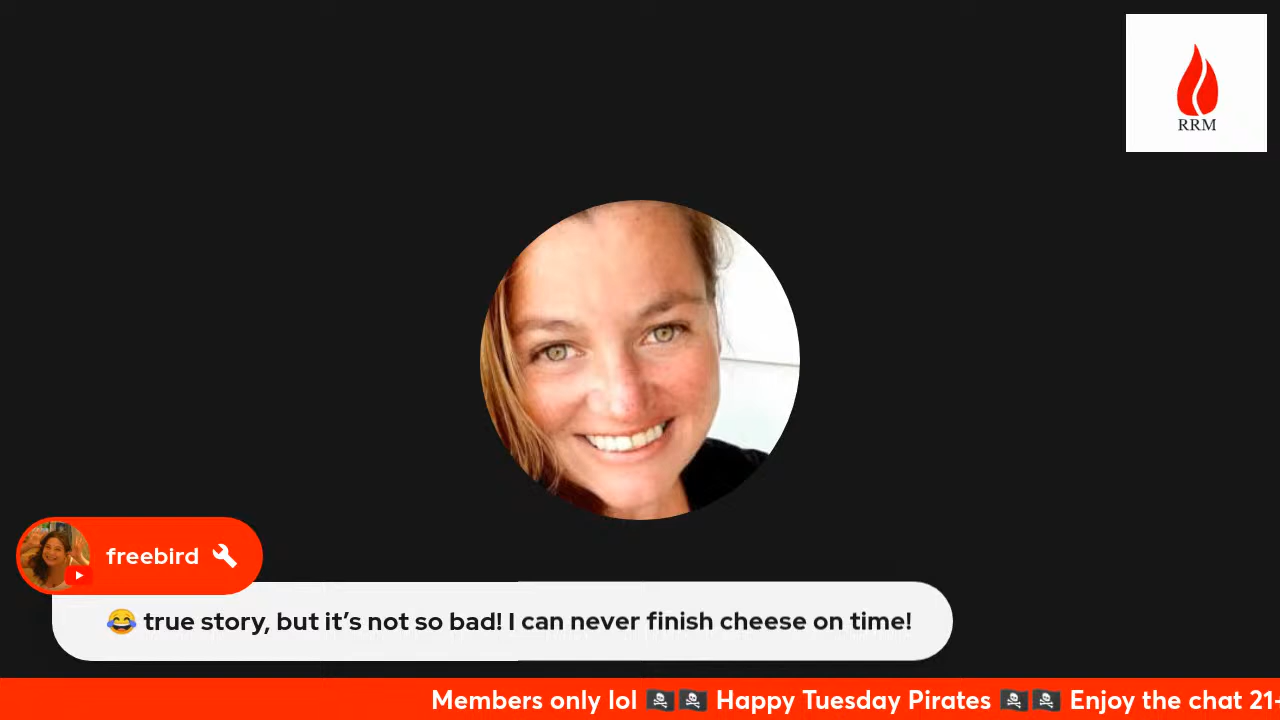 RRM
freebird
😂 true story, but it’s not so bad! I can never finish cheese on time!
Members only lol 🏴‍☠️🏴‍☠️ Happy Tuesday Pirates 🏴‍☠️🏴‍☠️ Enjoy the chat 21-